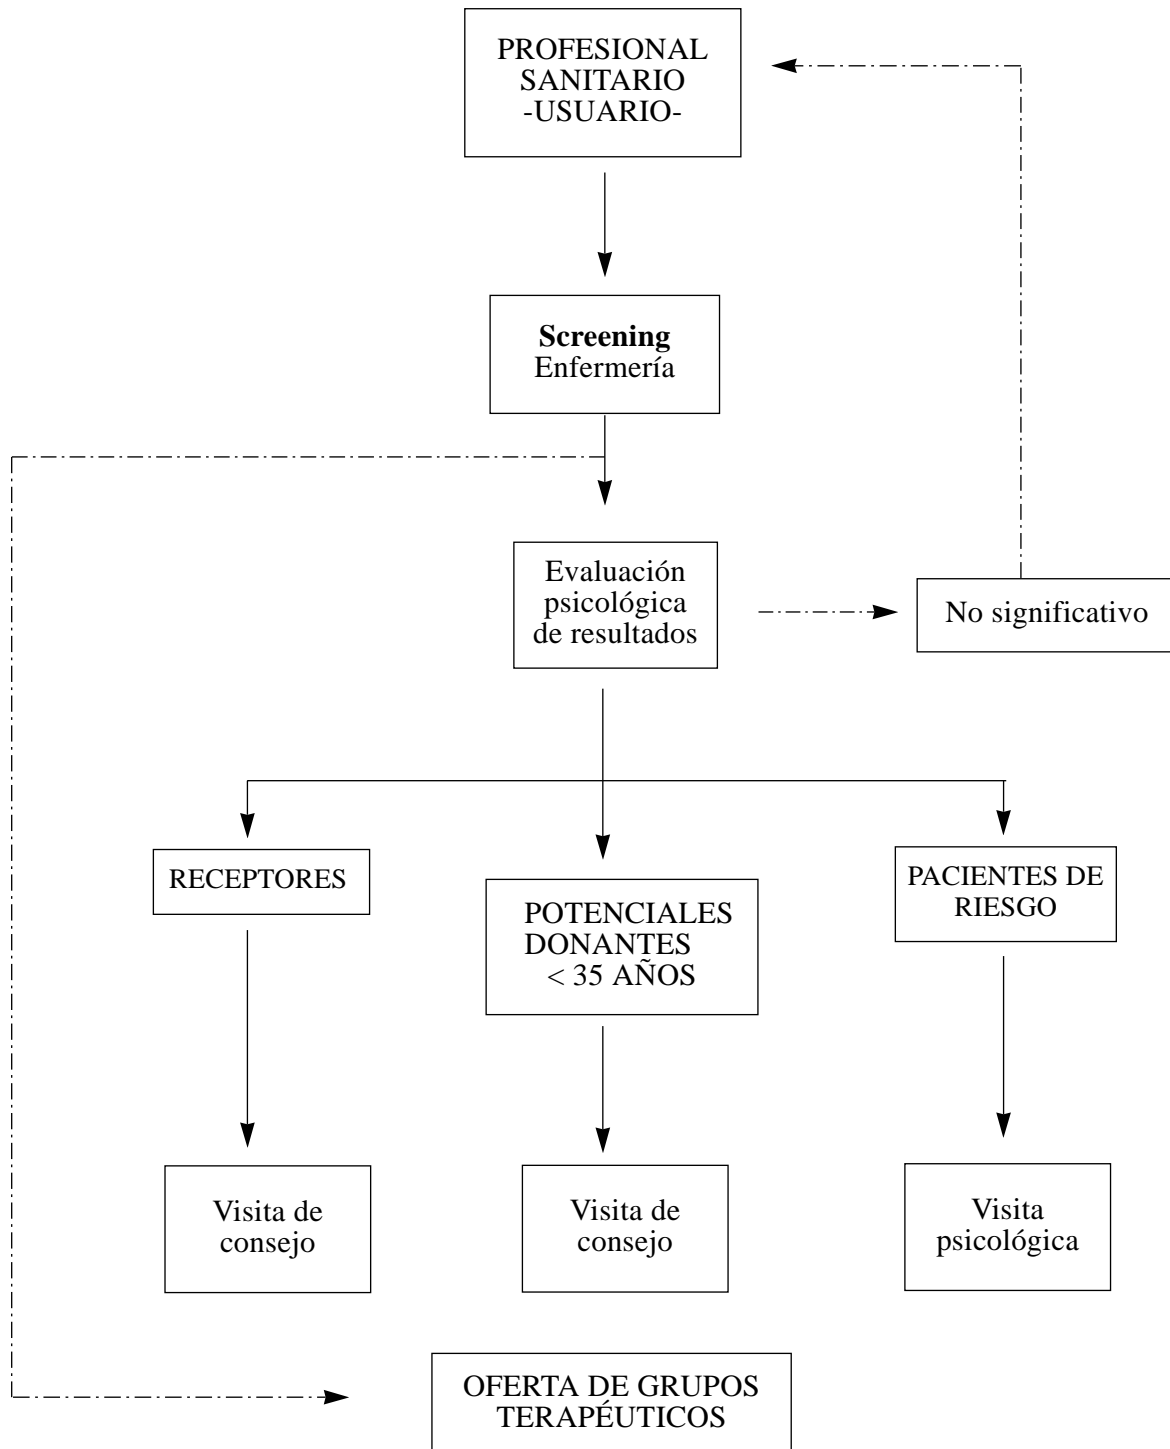 PROFESIONAL
SANITARIO
-USUARIO-
Screening
Enfermería
Evaluación
psicológica
de resultados
No significativo
RECEPTORES
POTENCIALES
DONANTES
< 35 AÑOS
PACIENTES DE
RIESGO
Visita de
consejo
Visita de
consejo
Visita
psicológica
OFERTA DE GRUPOS
TERAPÉUTICOS